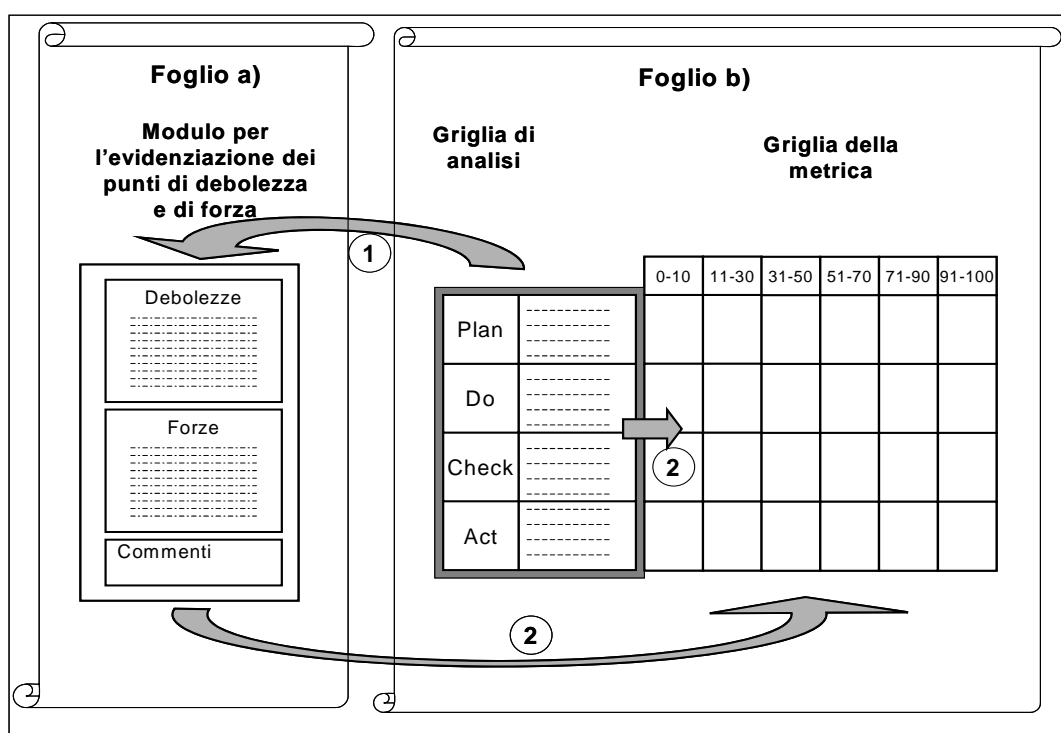 Foglio a)
Modulo per
l'evidenziazione dei
punti di debolezza
e di forza
Debolezze
Forze
Commenti
1
Foglio b)
Griglia di
analisi
Griglia della
metrica
0-10 11-30 31-50 51-70 71-90 91-100
Plan
Do
Check
Act
2
2